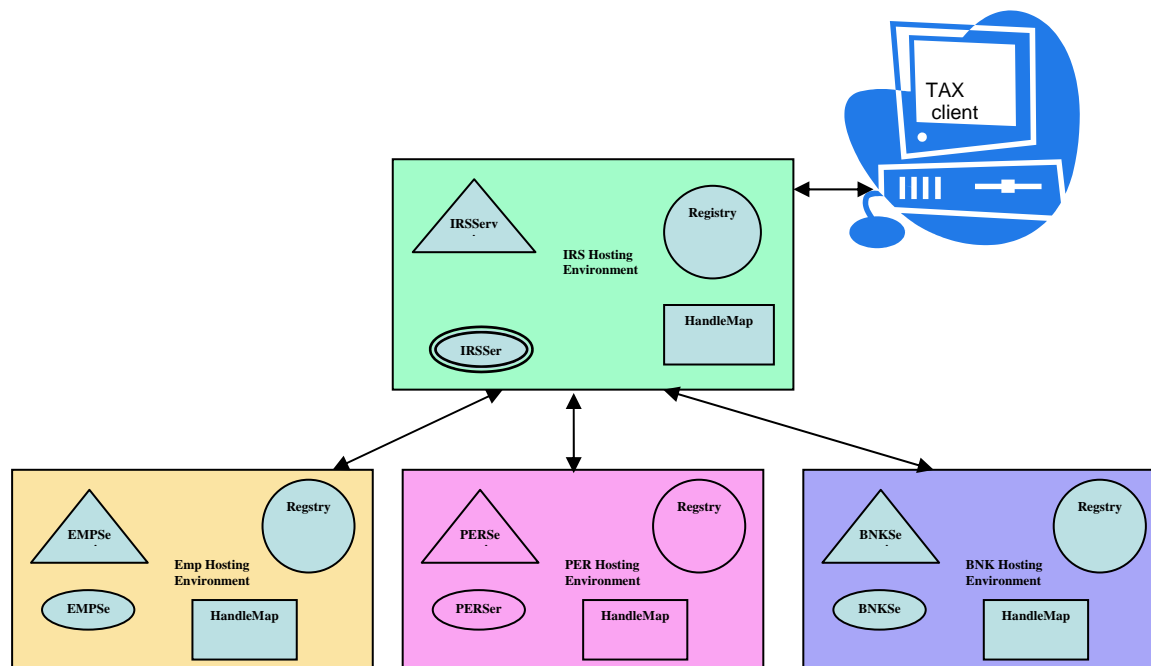 TAX
client
IRSServ
.
Registry
IRS Hosting
Environment
HandleMap
IRSSer
EMPSe
.
Regstry
Emp Hosting
Environment
EMPSe
HandleMap
PERSe
.
Regstry
PER Hosting
Environment
PERSer
HandleMap
BNKSe
.
Regstry
BNK Hosting
Environment
BNKSe
HandleMap